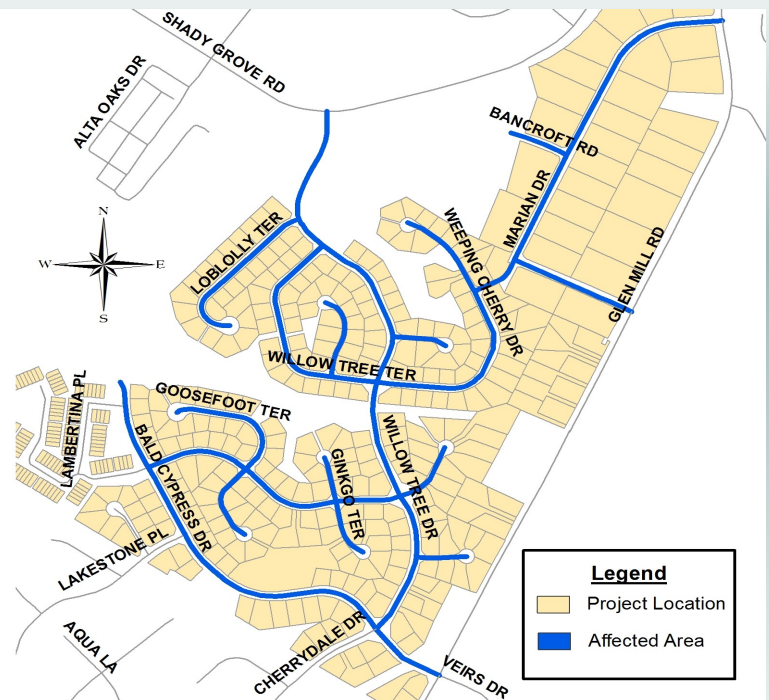 SHADY GROVE RD
ALTA OAKS DR
BANCROFT RD
MARIAN DR
N
W
E
S
LOBLOLLY TER
WEEPING CHERRY DR
GLEN MILL RD
WILLOW TREE TER
GOOSEFOOT TER
LAMBERTINA PL
BALD CYPRESS DR
GINKGO TER
WILLOW TREE DR
LAKESTONE PL
AQUA LA
CHERRYDALE DR
VEIRS DR
Legend
Project Location
Affected Area